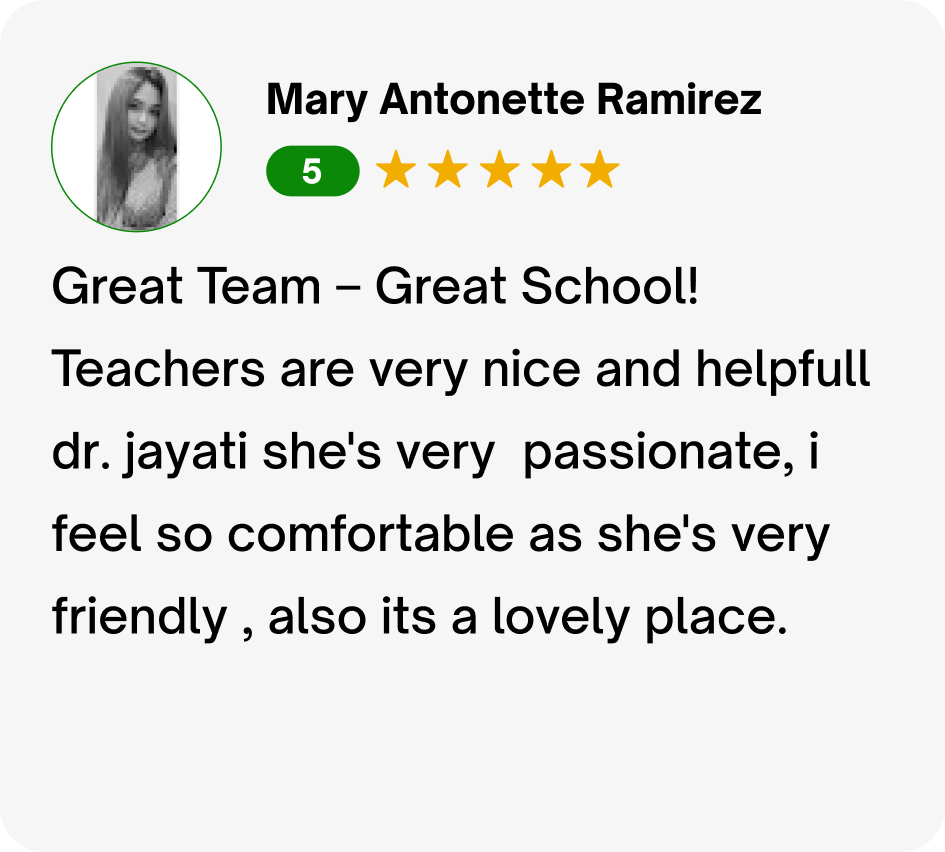 Mary Antonette Ramirez
5
Great Team – Great School!
Teachers are very nice and helpfull
dr. jayati she's very  passionate, i
feel so comfortable as she's very
friendly , also its a lovely place.